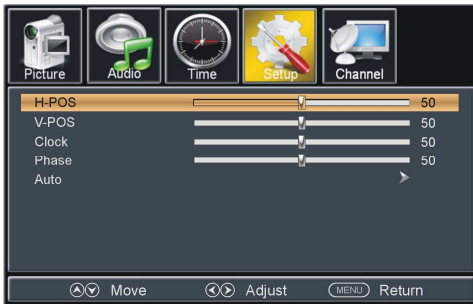 Picture Audio Time Setup Channel
H-POS 50
V-POS 50
Clock 50
Phase 50
Auto
Move Adjust MENU Return